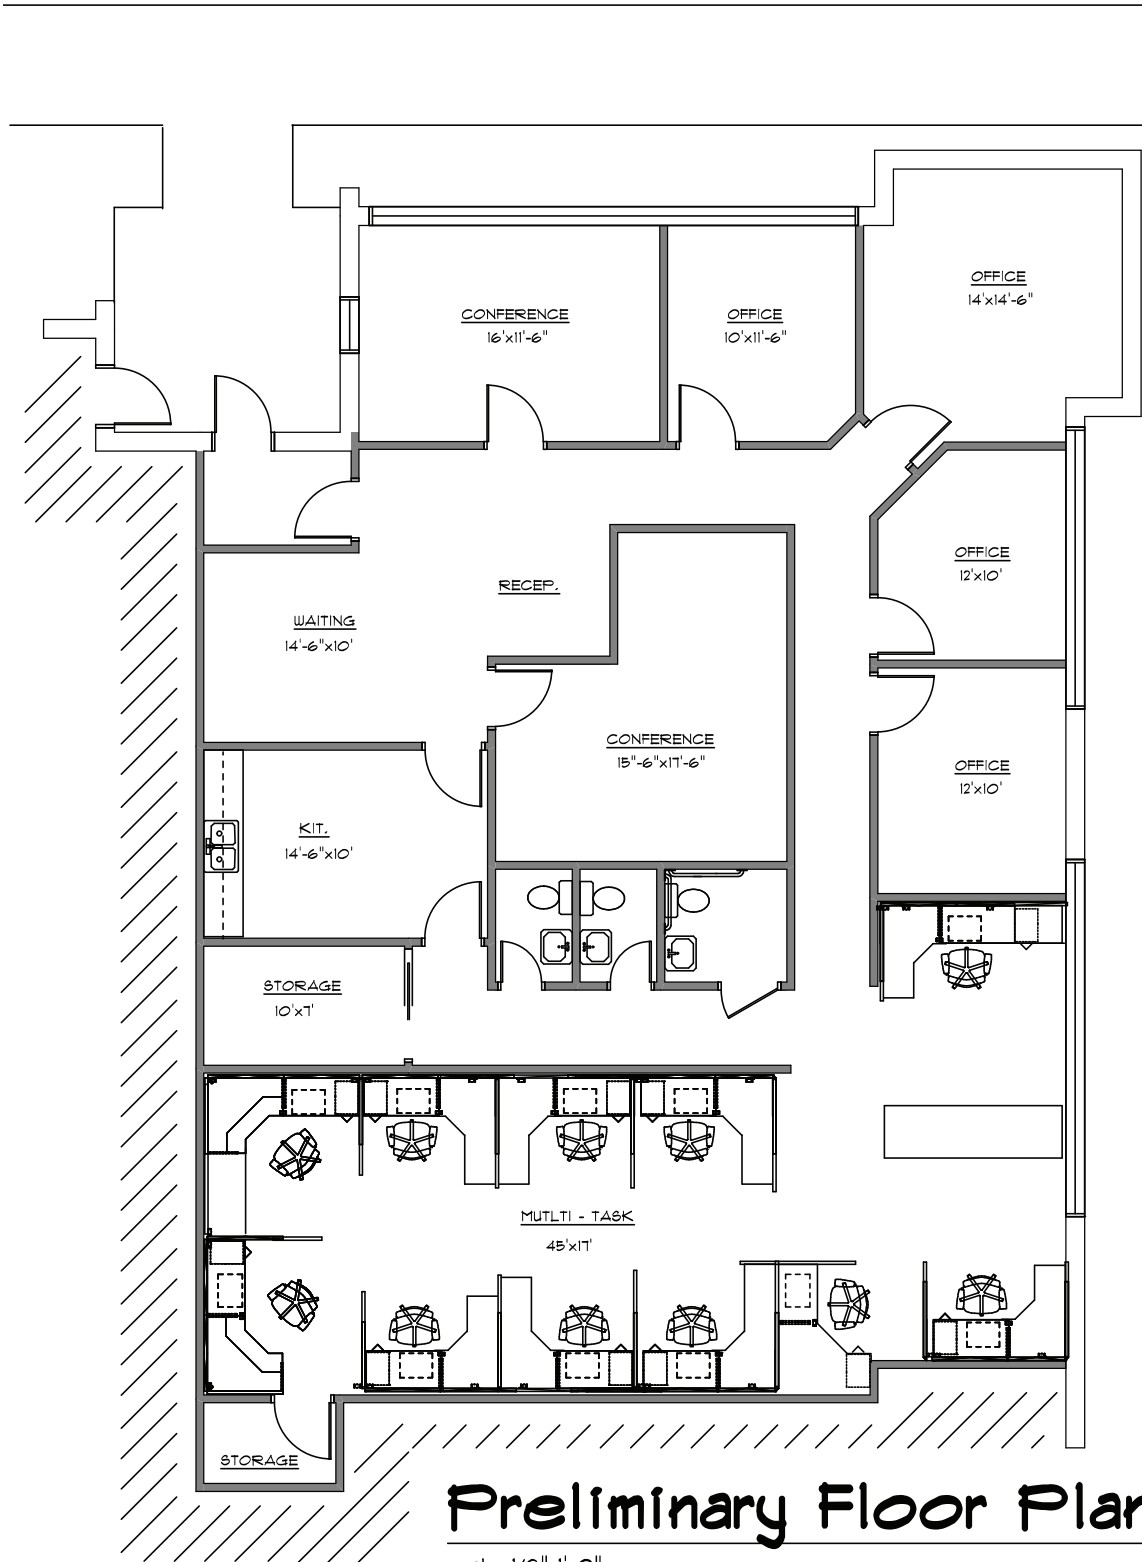 OFFICE
14'x14'-6"
CONFERENCE
16'x11'-6"
OFFICE
10'x11'-6"
OFFICE
12'x10'
RECEP.
WAITING
14'-6"x10'
CONFERENCE
15"-6"x17'-6"
OFFICE
12'x10'
KIT.
14'-6"x10'
STORAGE
10'x7'
MUTLTI - TASK
45'x17'
STORAGE
Preliminary Floor Plan